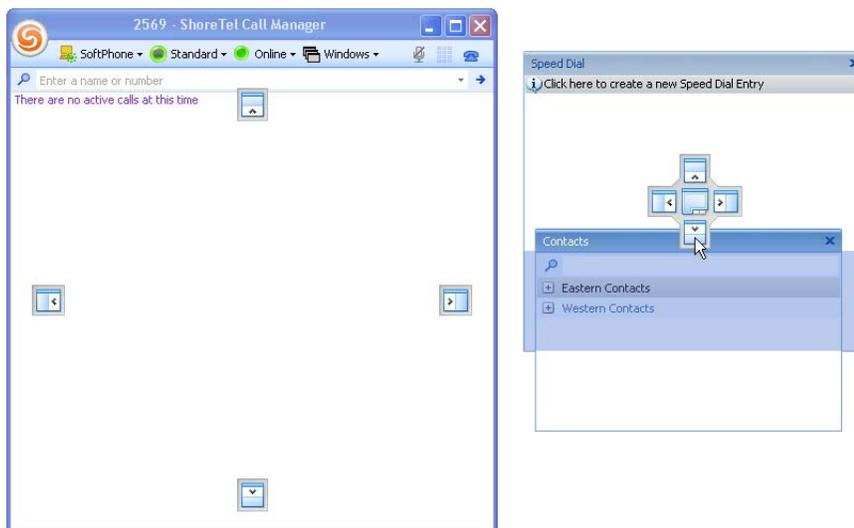 2569 - ShoreTel Call Manager
SoftPhone Standard Online Windows
Enter a name or number
There are no active calls at this time
Speed Dial
Click here to create a new Speed Dial Entry
Contacts
Eastern Contacts
Western Contacts